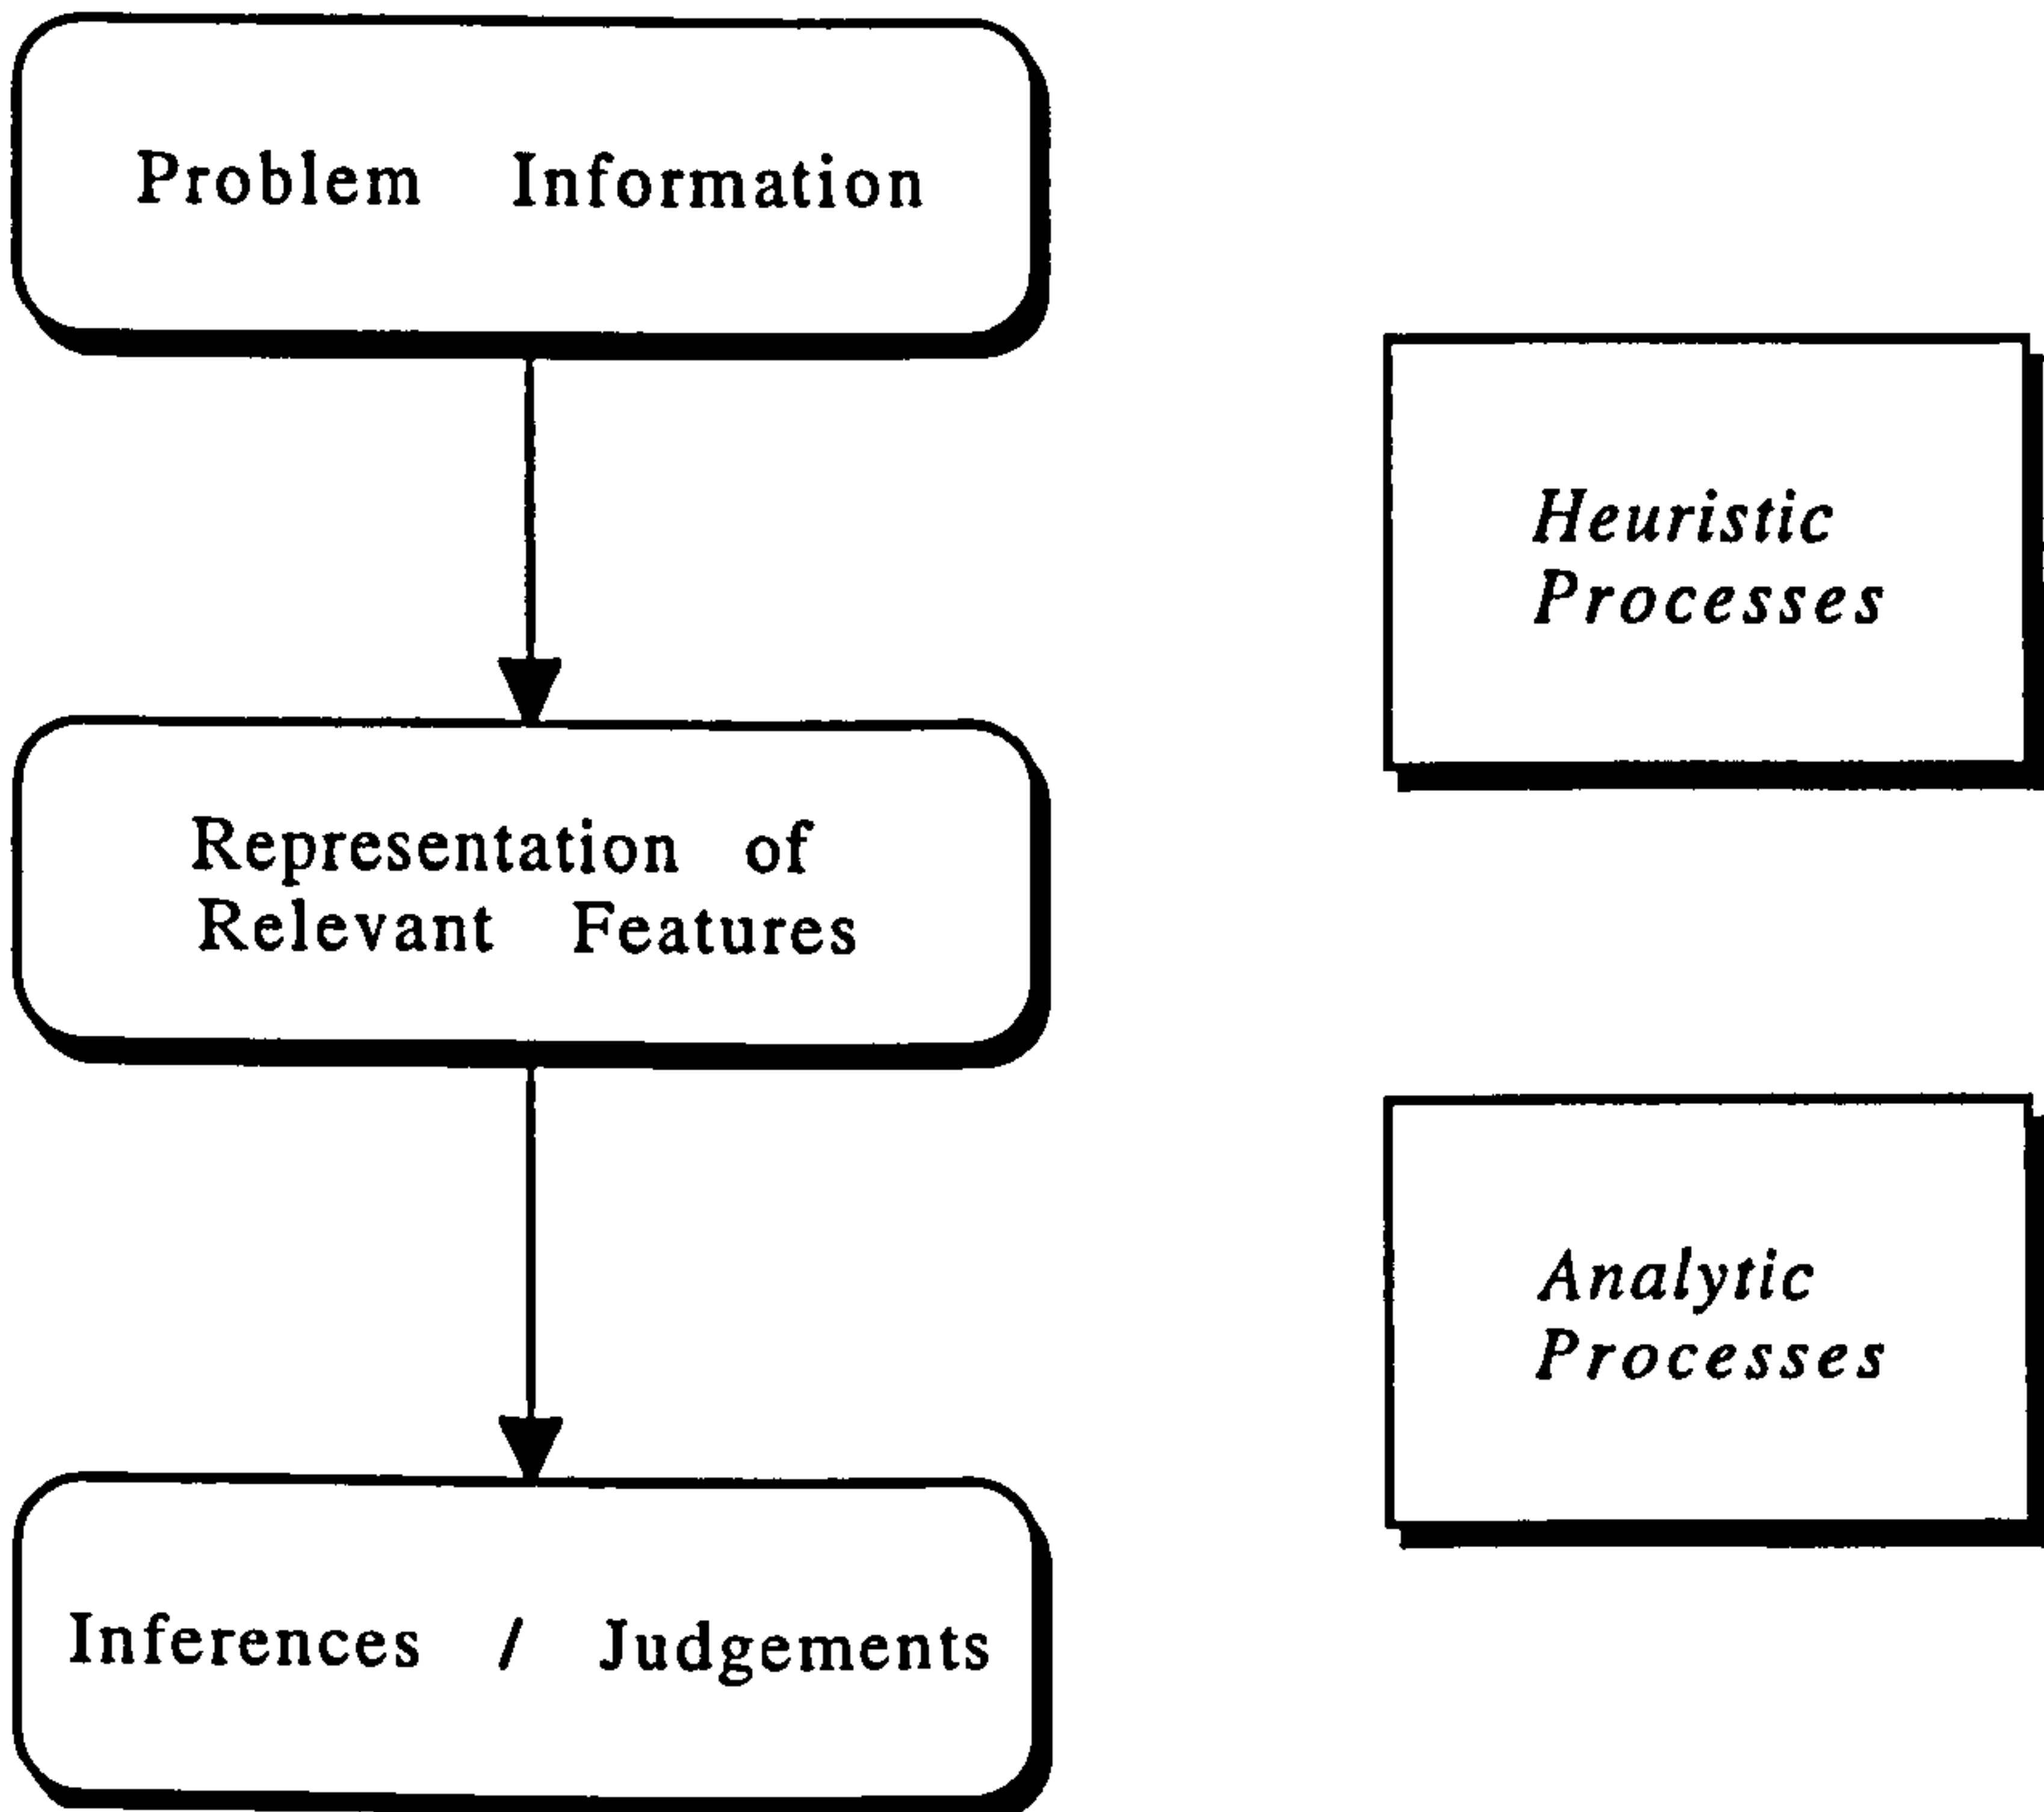 Problem Information
Heuristic
Processes
Representation of
Relevant Features
Analytic
Processes
Inferences / Judgements